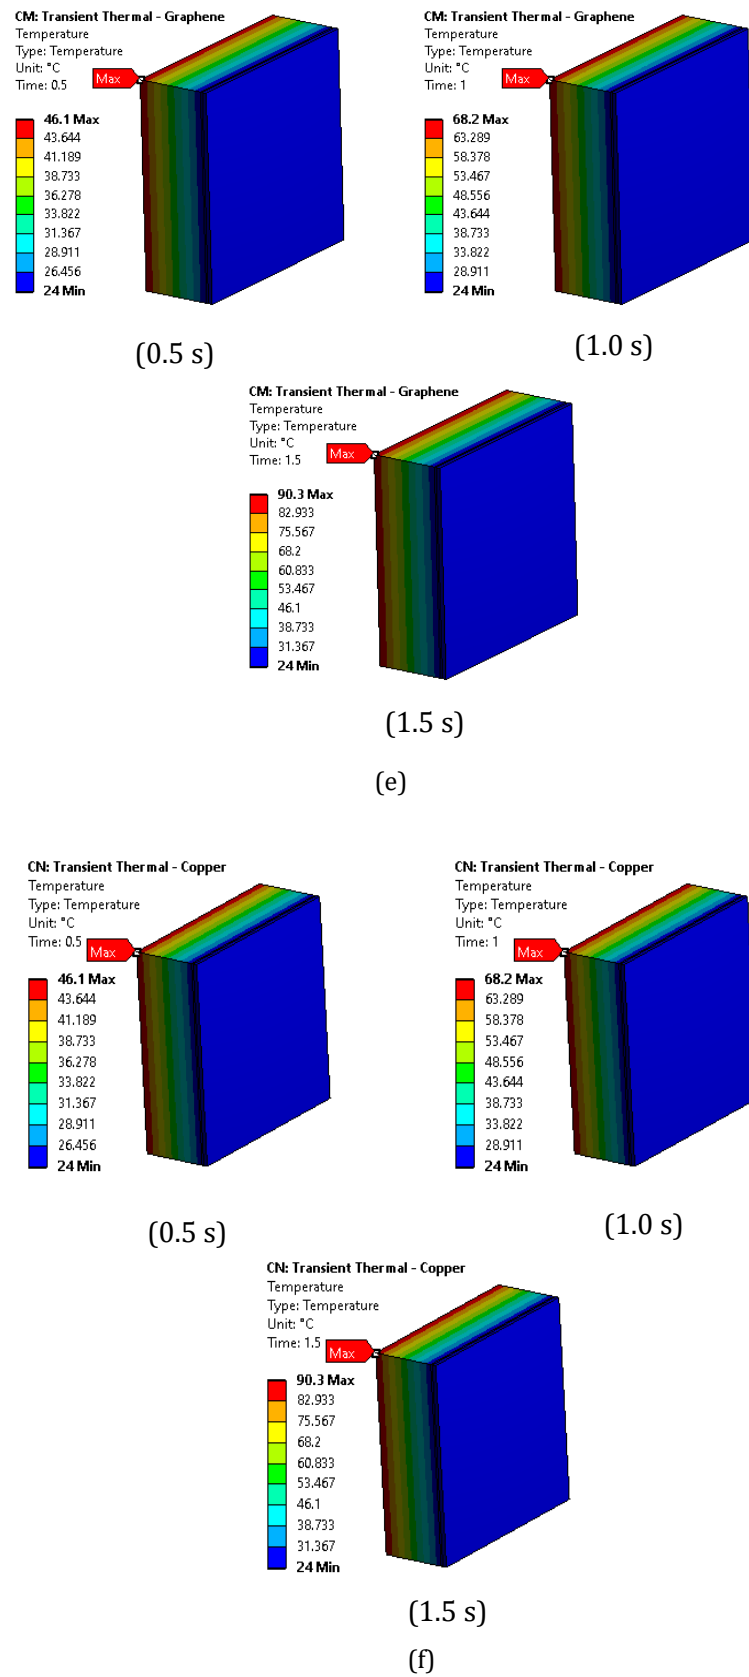 CM: Transient Thermal - Graphene
Temperature
Type: Temperature
Unit: °C
Time: 0.5
Max
46.1 Max
43.644
41.189
38.733
36.278
33.822
31.367
28.911
26.456
24 Min
(0.5 s)
CM: Transient Thermal - Graphene
Temperature
Type: Temperature
Unit: °C
Time: 1
Max
68.2 Max
63.289
58.378
53.467
48.556
43.644
38.733
33.822
28.911
24 Min
(1.0 s)
CM: Transient Thermal - Graphene
Temperature
Type: Temperature
Unit: °C
Time: 1.5
Max
90.3 Max
82.933
75.567
68.2
60.833
53.467
46.1
38.733
31.367
24 Min
(1.5 s)
(e)
CN: Transient Thermal - Copper
Temperature
Type: Temperature
Unit: °C
Time: 0.5
Max
46.1 Max
43.644
41.189
38.733
36.278
33.822
31.367
28.911
26.456
24 Min
(0.5 s)
CN: Transient Thermal - Copper
Temperature
Type: Temperature
Unit: °C
Time: 1
Max
68.2 Max
63.289
58.378
53.467
48.556
43.644
38.733
33.822
28.911
24 Min
(1.0 s)
CN: Transient Thermal - Copper
Temperature
Type: Temperature
Unit: °C
Time: 1.5
Max
90.3 Max
82.933
75.567
68.2
60.833
53.467
46.1
38.733
31.367
24 Min
(1.5 s)
(f)